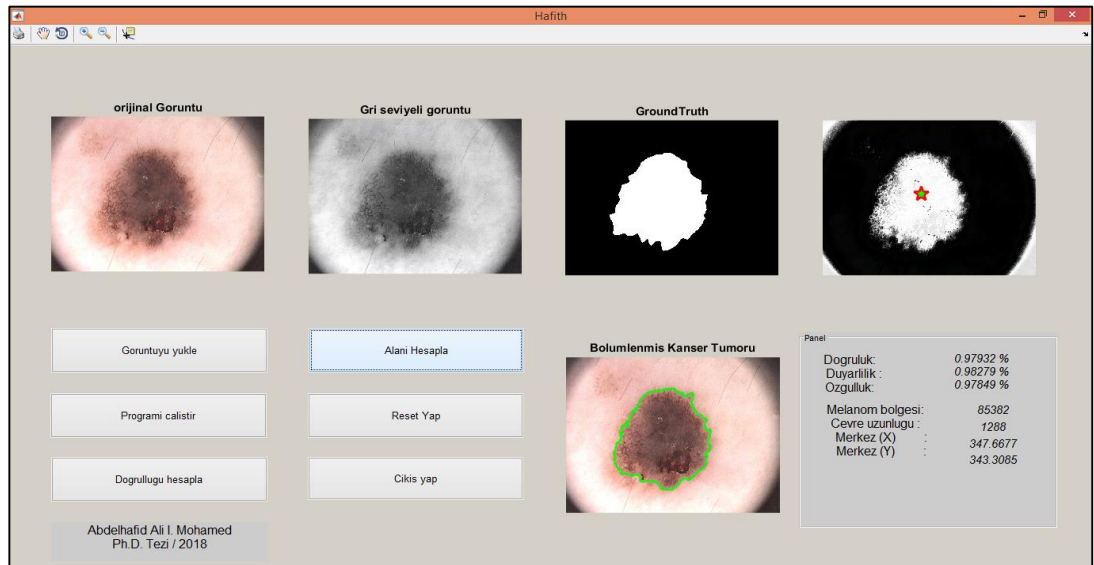 Hafith
orijinal Goruntu
Gri seviyeli goruntu
GroundTruth
Goruntuyu yukle
Alani Hesapla
Programi calistir
Reset Yap
Dogrullugu hesapla
Cikis yap
Abdelhafid Ali I. Mohamed
Ph.D. Tezi / 2018
Bolumlenmis Kanser Tumoru
Panel
Dogruluk: 0.97932 %
Duyarlilik : 0.98279 %
Ozgulluk: 0.97849 %
Melanom bolgesi: 85382
Cevre uzunlugu : 1288
Merkez (X) : 347.6677
Merkez (Y) : 343.3085